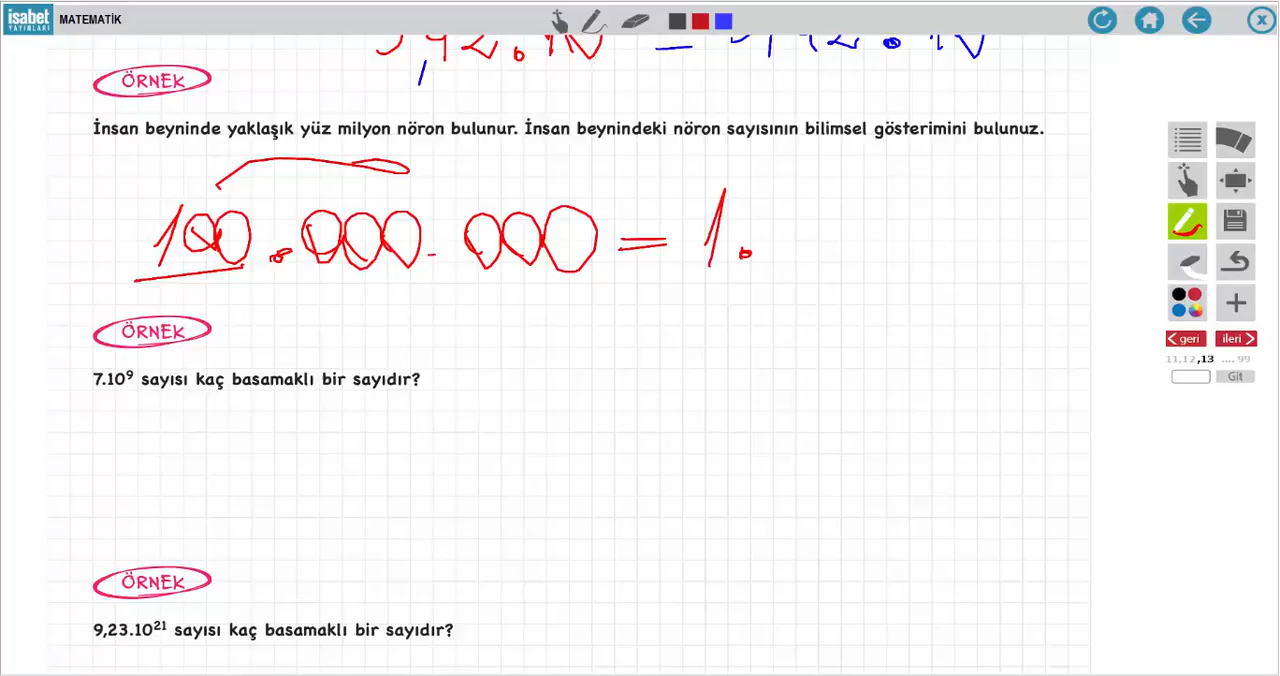 isabet
YAYINLARI
MATEMATİK
ÖRNEK
İnsan beyninde yaklaşık yüz milyon nöron bulunur. İnsan beynindeki nöron sayısının bilimsel gösterimini bulunuz.
100.000.000 = 1.
ÖRNEK
7.10⁹ sayısı kaç basamaklı bir sayıdır?
ÖRNEK
9,23.10²¹ sayısı kaç basamaklı bir sayıdır?
geri
ileri
11,12,13 .... 99
Git